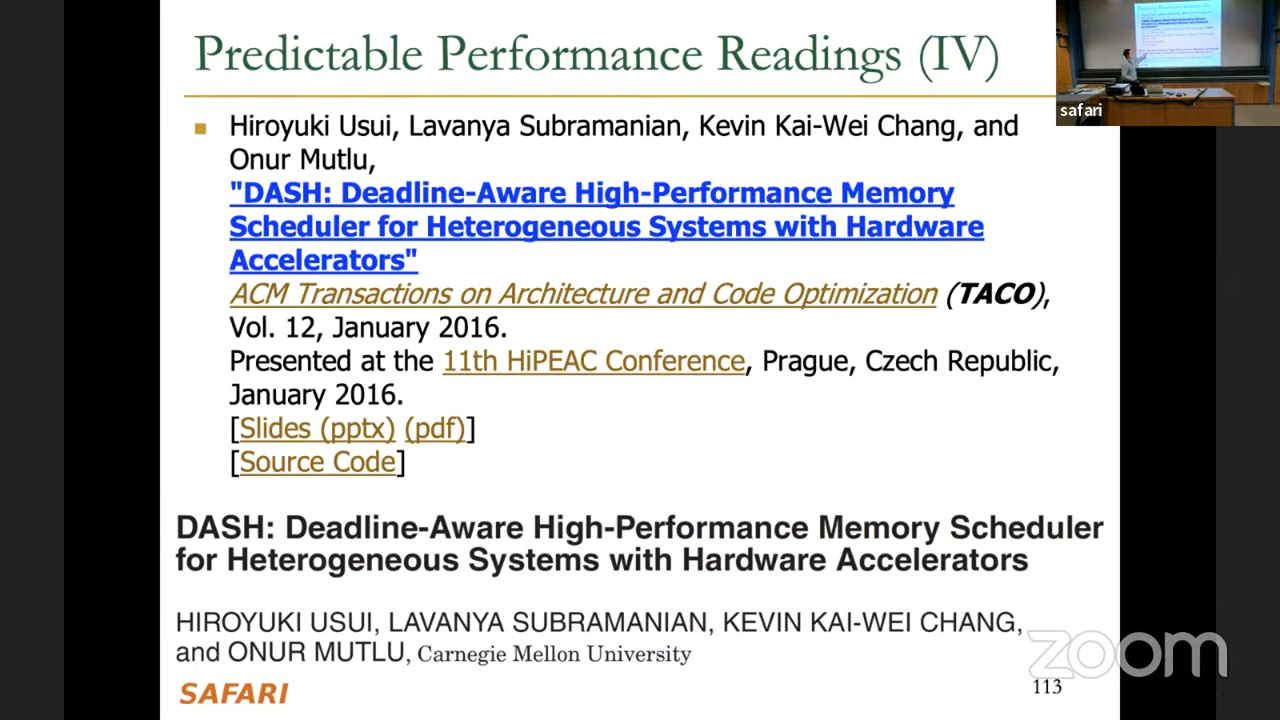 Predictable Performance Readings (IV)
safari
Hiroyuki Usui, Lavanya Subramanian, Kevin Kai-Wei Chang, and
Onur Mutlu,
"DASH: Deadline-Aware High-Performance Memory
Scheduler for Heterogeneous Systems with Hardware
Accelerators"
ACM Transactions on Architecture and Code Optimization (TACO),
Vol. 12, January 2016.
Presented at the 11th HiPEAC Conference, Prague, Czech Republic,
January 2016.
[Slides (pptx) (pdf)]
[Source Code]
DASH: Deadline-Aware High-Performance Memory Scheduler
for Heterogeneous Systems with Hardware Accelerators
HIROYUKI USUI, LAVANYA SUBRAMANIAN, KEVIN KAI-WEI CHANG,
and ONUR MUTLU, Carnegie Mellon University
zoom
SAFARI
113